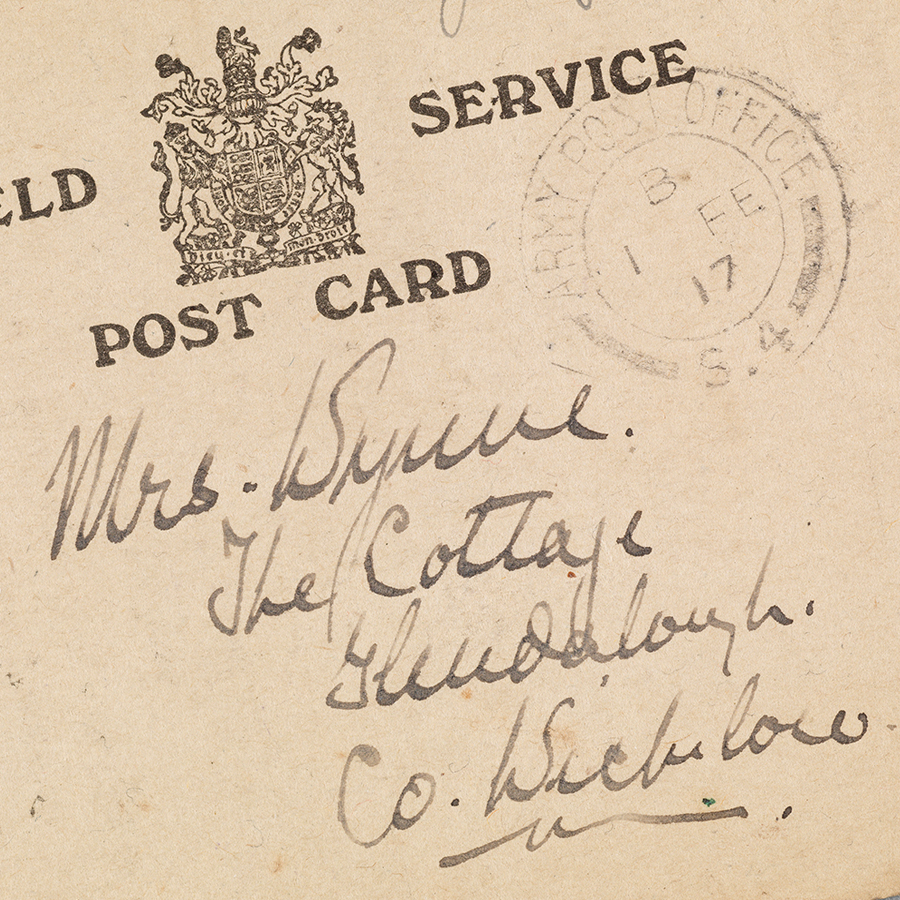 ELD SERVICE
Dieu et mon droit
POST CARD
ARMY POST OFFICE
B
1 FE
17
S.4
Mrs. Wynne.
The Cottage
Glendalough.
Co. Wicklow.